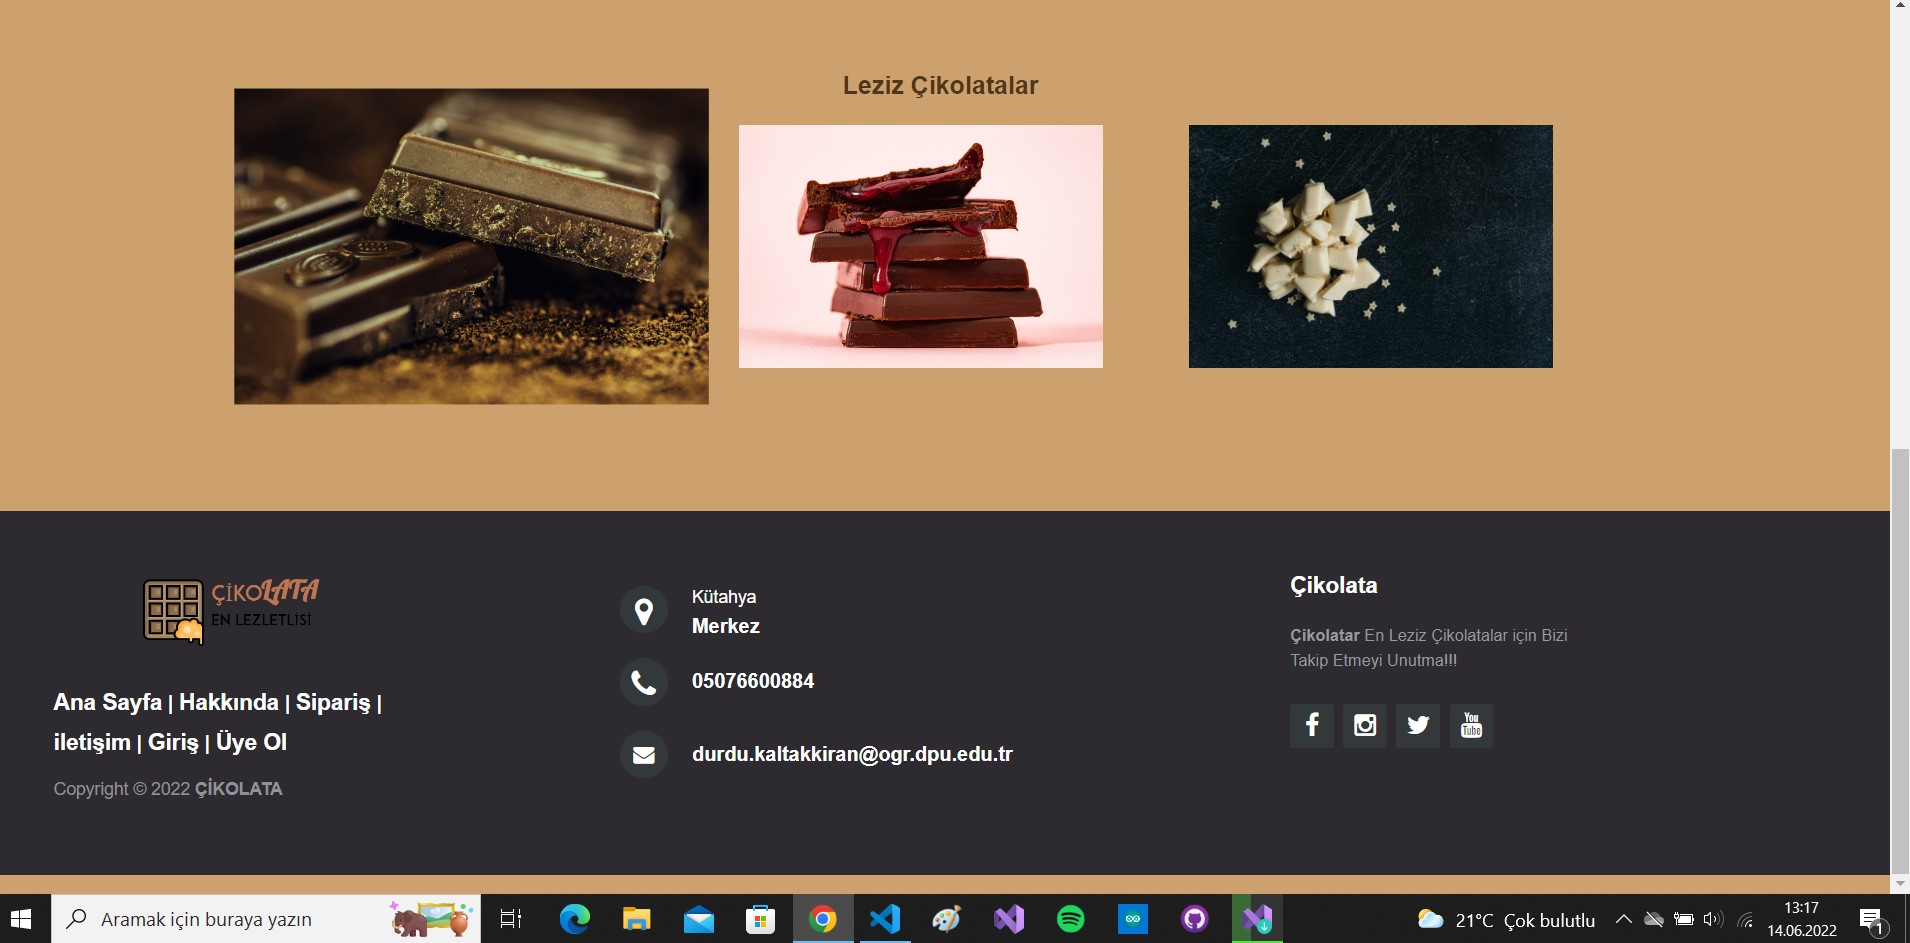 Leziz Çikolatalar
ÇİKOLATA
EN LEZLETLİSİ
Ana Sayfa | Hakkında | Sipariş |
iletişim | Giriş | Üye Ol
Copyright © 2022 ÇİKOLATA
Kütahya
Merkez
05076600884
durdu.kaltakkiran@ogr.dpu.edu.tr
Çikolata
Çikolatar En Leziz Çikolatalar için Bizi
Takip Etmeyi Unutma!!!
You
Tube
Aramak için buraya yazın
21°C Çok bulutlu
13:17
14.06.2022
1